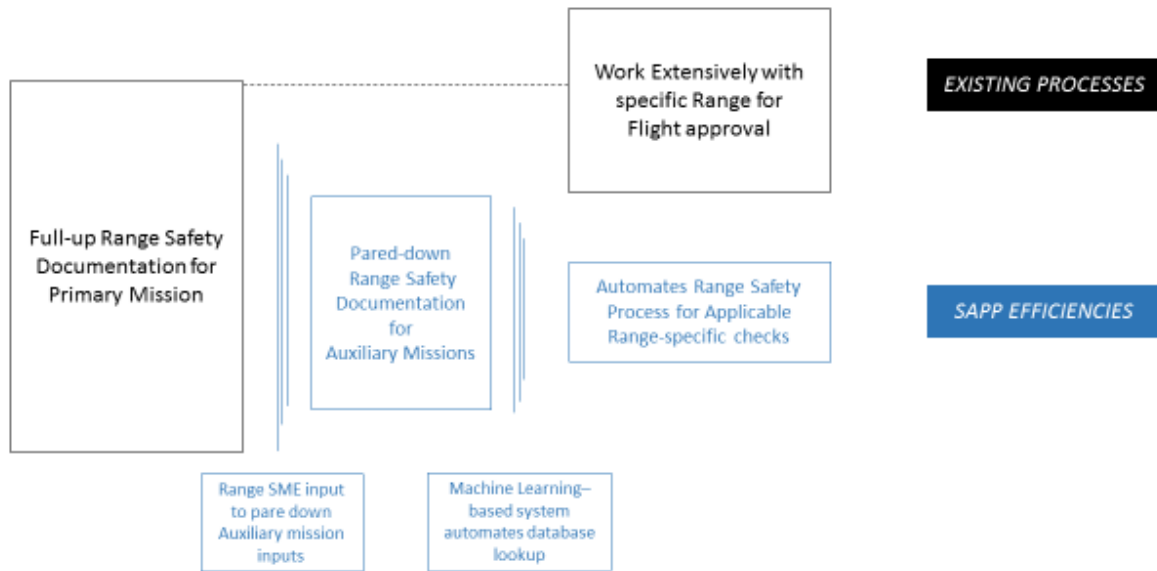 Work Extensively with
specific Range for
Flight approval
EXISTING PROCESSES
Full-up Range Safety
Documentation for
Primary Mission
Pared-down
Range Safety
Documentation
for
Auxiliary Missions
Automates Range Safety
Process for Applicable
Range-specific checks
SAPP EFFICIENCIES
Range SME input
to pare down
Auxiliary mission
inputs
Machine Learning–
based system
automates database
lookup